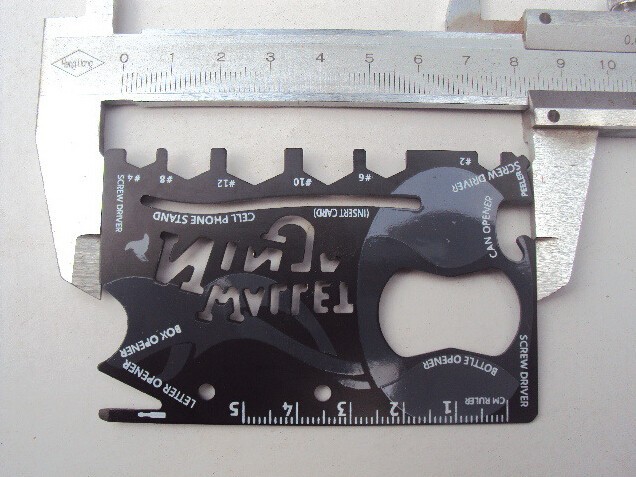 HongHeng
0 1 2 3 4 5 6 7 8 9 10
#4 #8 #12 #10 #6 #2
PEELER
SCREW DRIVER
SCREW DRIVER
CELL PHONE STAND (INSERT CARD)
CAN OPENER
NINJA
WALLET
BOX OPENER
LETTER OPENER
BOTTLE OPENER
SCREW DRIVER
5 4 3 2 1 CM RULER